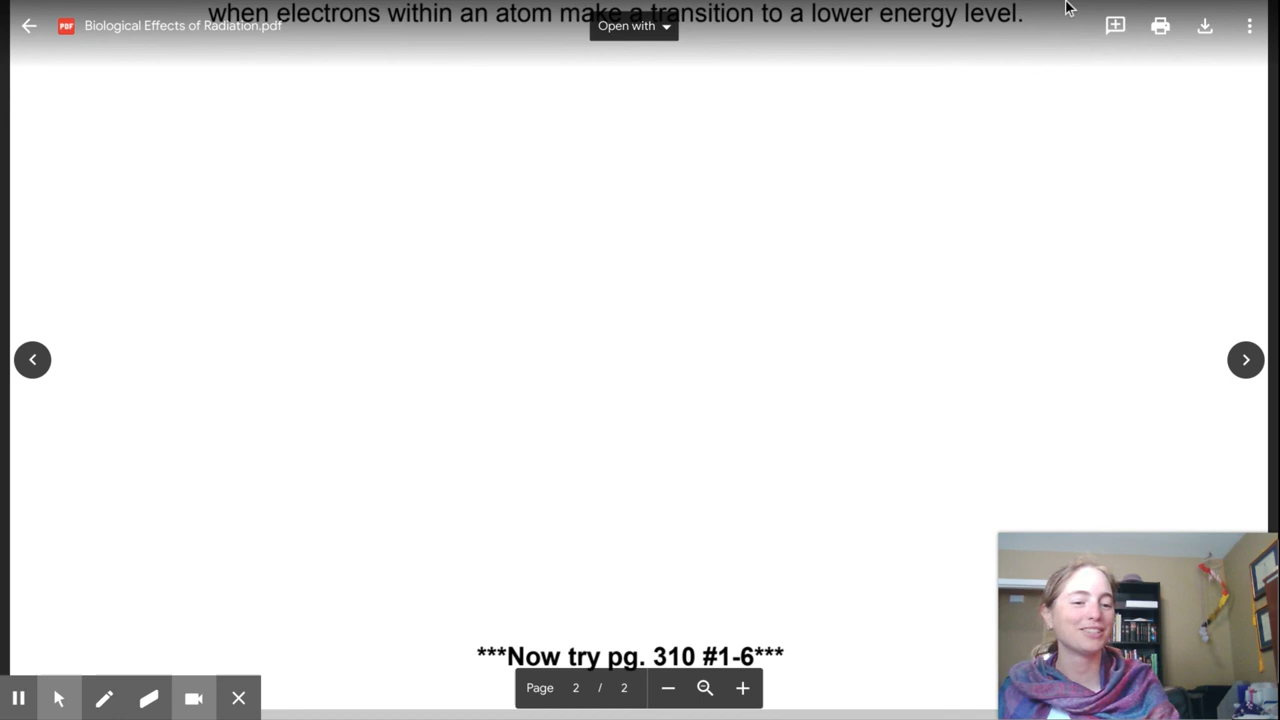 when electrons within an atom make a transition to a lower energy level.
PDF Biological Effects of Radiation.pdf
Open with
***Now try pg. 310 #1-6***
Page 2 / 2